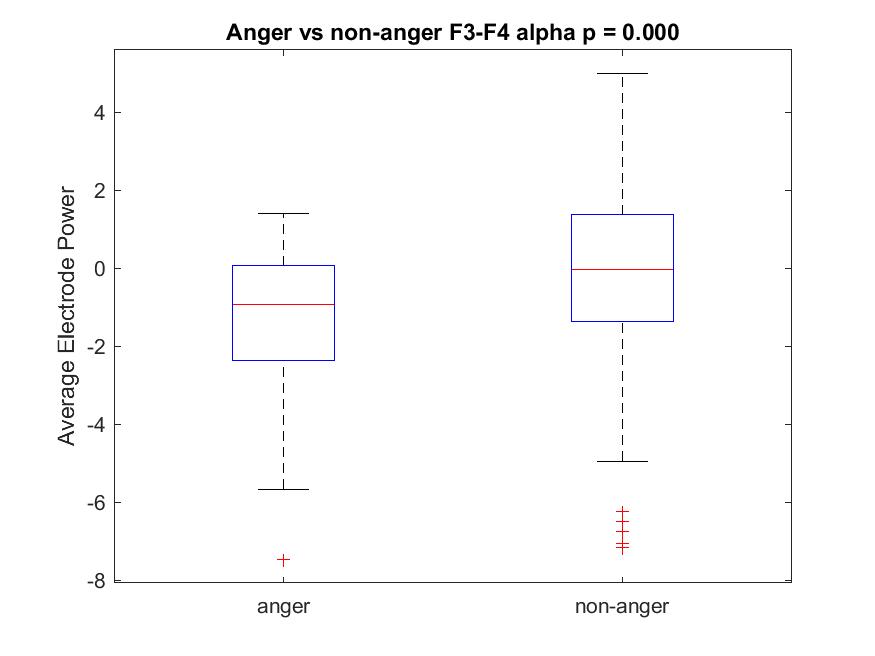 Anger vs non-anger F3-F4 alpha p = 0.000
Average Electrode Power
4
2
0
-2
-4
-6
-8
anger
non-anger